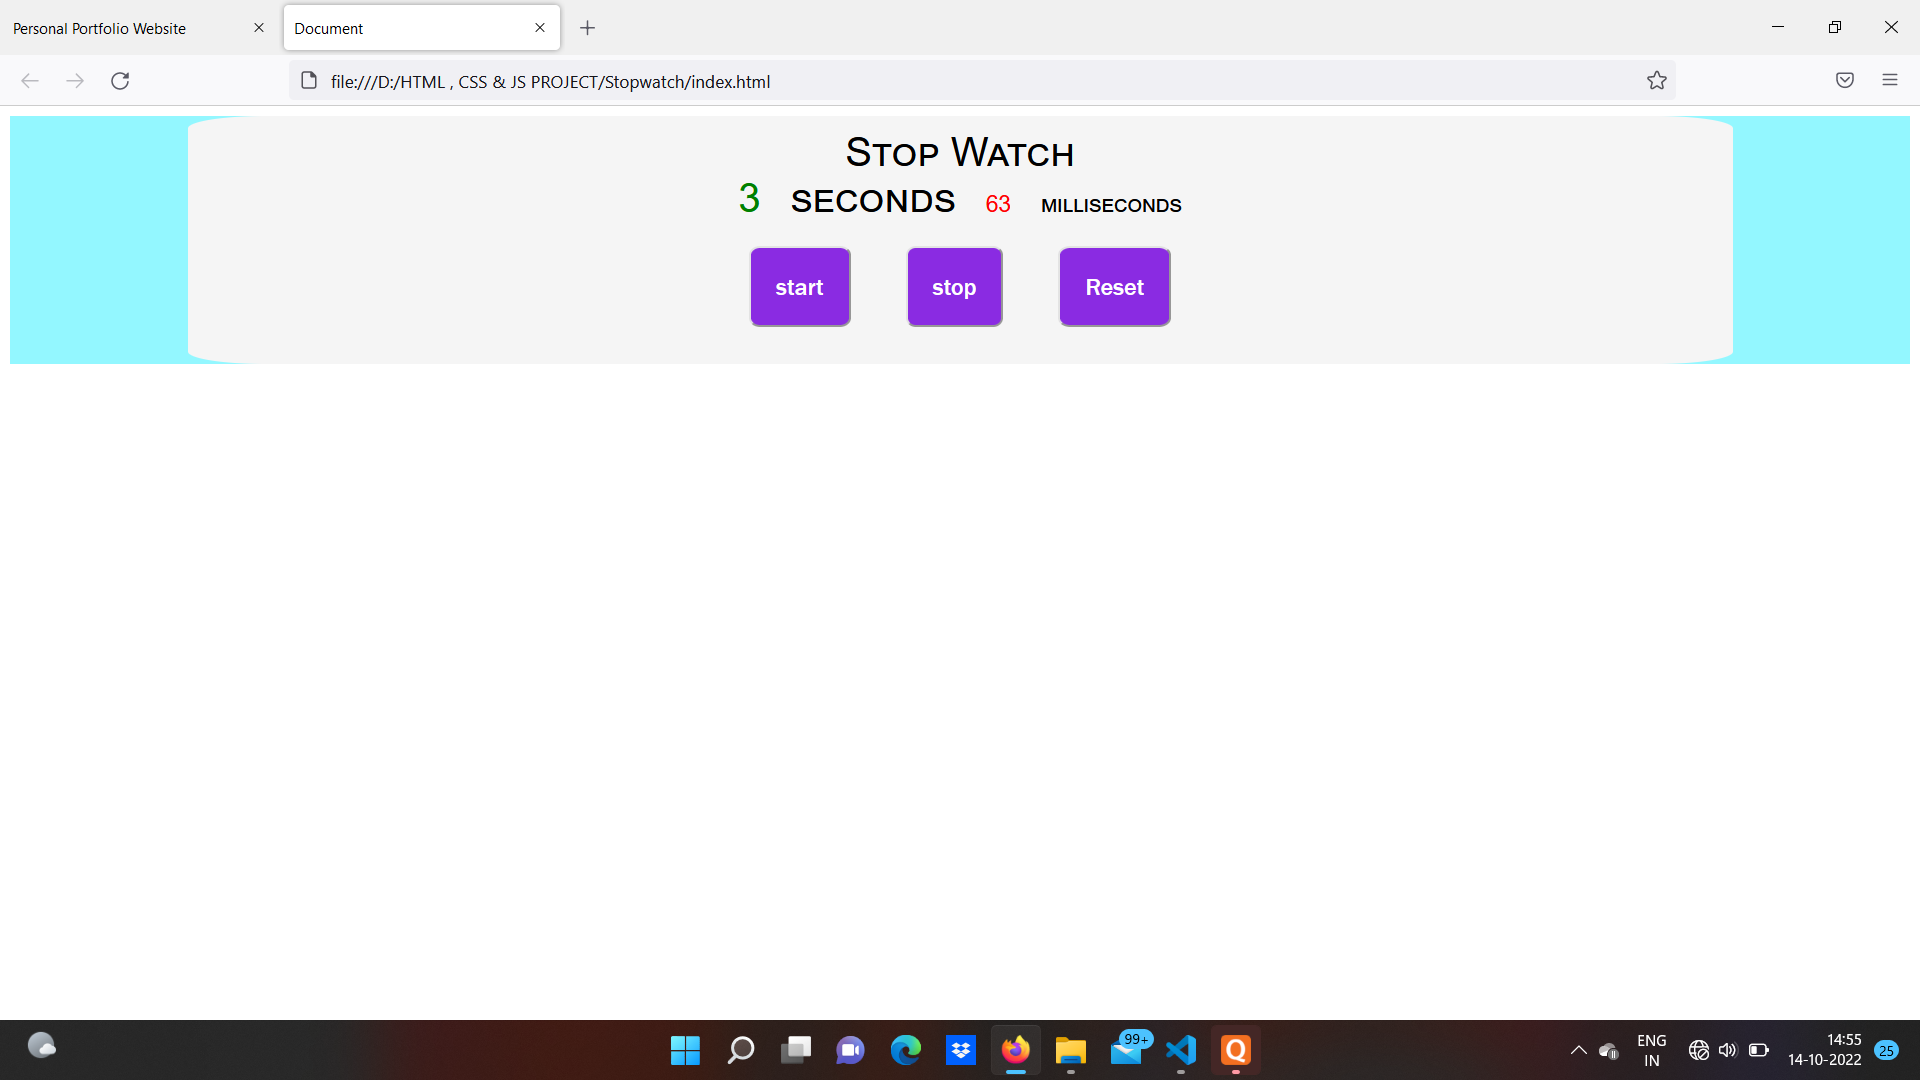 Personal Portfolio Website
Document
file:///D:/HTML , CSS & JS PROJECT/Stopwatch/index.html
Stop Watch
3 SECONDS 63 MILLISECONDS
start stop Reset
99+
Q
ENG
IN
14:55
14-10-2022
25